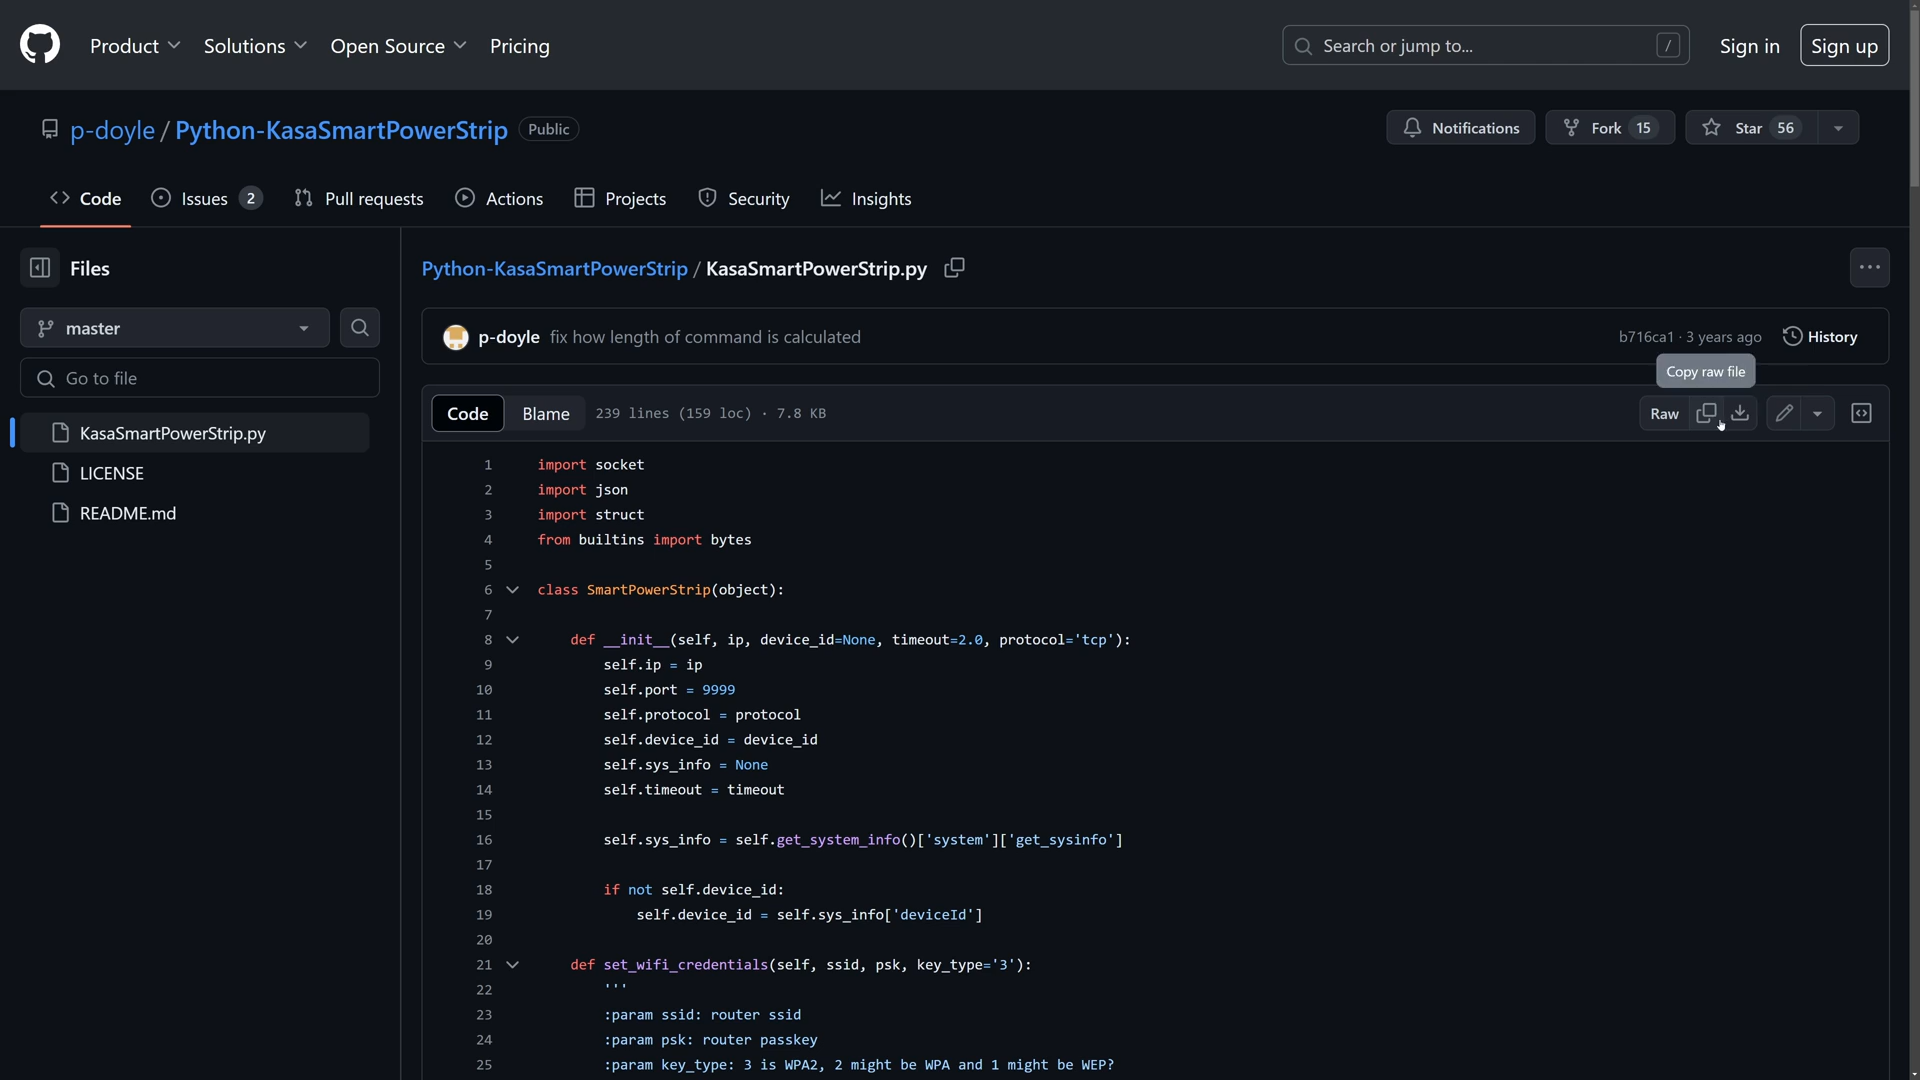 Product Solutions Open Source Pricing Search or jump to... / Sign in Sign up
p-doyle / Python-KasaSmartPowerStrip Public Notifications Fork 15 Star 56
Code Issues 2 Pull requests Actions Projects Security Insights
Files
master
Go to file
KasaSmartPowerStrip.py
LICENSE
README.md
Python-KasaSmartPowerStrip / KasaSmartPowerStrip.py
p-doyle fix how length of command is calculated b716ca1 · 3 years ago History
Copy raw file
Code Blame 239 lines (159 loc) · 7.8 KB Raw
1 import socket
2 import json
3 import struct
4 from builtins import bytes
5
6 class SmartPowerStrip(object):
7
8 def __init__(self, ip, device_id=None, timeout=2.0, protocol='tcp'):
9 self.ip = ip
10 self.port = 9999
11 self.protocol = protocol
12 self.device_id = device_id
13 self.sys_info = None
14 self.timeout = timeout
15
16 self.sys_info = self.get_system_info()['system']['get_sysinfo']
17
18 if not self.device_id:
19 self.device_id = self.sys_info['deviceId']
20
21 def set_wifi_credentials(self, ssid, psk, key_type='3'):
22 '''
23 :param ssid: router ssid
24 :param psk: router passkey
25 :param key_type: 3 is WPA2, 2 might be WPA and 1 might be WEP?